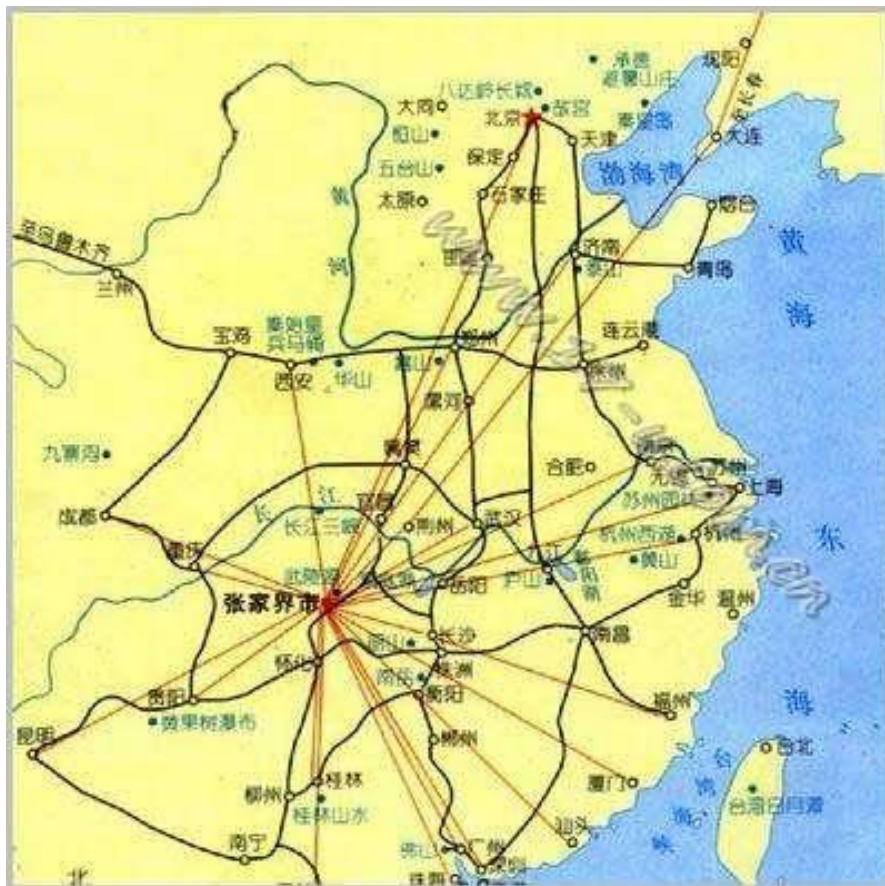 沈阳
承德
避暑山庄
至长春
八达岭长城
大同
故宫
北京
秦皇岛
恒山
天津
大连
保定
五台山
渤海湾
石家庄
太原
烟台
黄
河
黄
海
至乌鲁木齐
济南
泰山
青岛
兰州
宝鸡
秦始皇
兵马俑
郑州
连云港
西安
华山
嵩山
徐州
漯河
九寨沟
襄樊
合肥
南京
无锡
苏州
上海
苏州园林
成都
长
江
宜昌
长江三峡
荆州
武汉
杭州西湖
杭州
东
重庆
九江
黄山
武陵源
岳阳
庐山
鄱阳湖
金华
温州
张家界市
长沙
南昌
韶山
怀化
株洲
南岳
衡阳
海
贵阳
黄果树瀑布
福州
昆明
郴州
台北
桂林
柳州
桂林山水
厦门
台湾日月潭
台湾海峡
汕头
南宁
佛山
广州
深圳
珠海
北